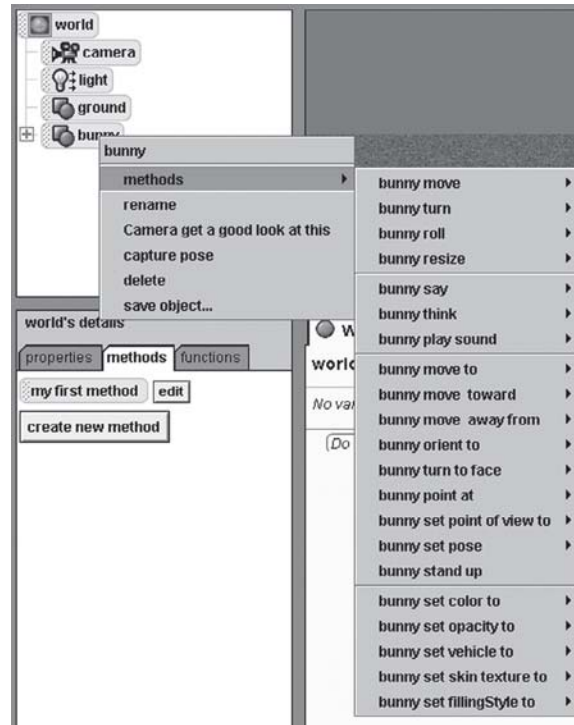 world
camera
light
ground
bunny
bunny
methods
rename
Camera get a good look at this
capture pose
delete
save object...
bunny move
bunny turn
bunny roll
bunny resize
bunny say
bunny think
bunny play sound
bunny move to
bunny move toward
bunny move away from
bunny orient to
bunny turn to face
bunny point at
bunny set point of view to
bunny set pose
bunny stand up
bunny set color to
bunny set opacity to
bunny set vehicle to
bunny set skin texture to
bunny set fillingStyle to
world's details
properties methods functions
my first method edit
create new method
w
worl
No va
Do